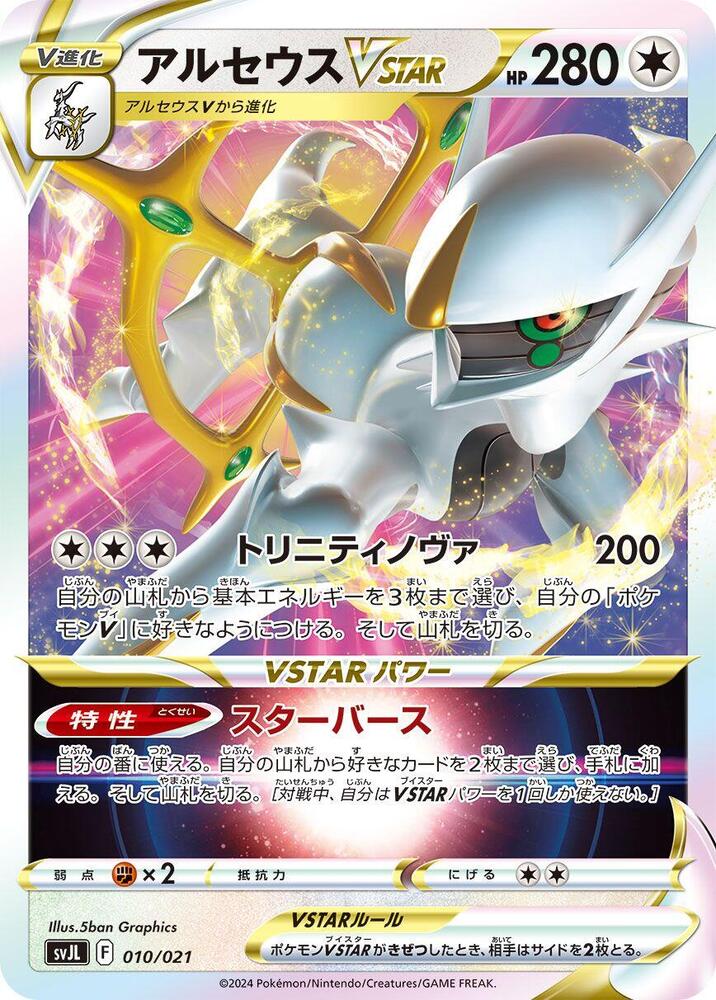 V進化
アルセウスVSTAR
HP280
アルセウスVから進化
トリニティノヴァ 200
自分の山札から基本エネルギーを3枚まで選び、自分の「ポケ
モンV」に好きなようにつける。そして山札を切る。
VSTARパワー
特性 とくせい スターバース
自分の番に使える。自分の山札から好きなカードを2枚まで選び、手札に加
える。そして山札を切る。[対戦中、自分はVSTARパワーを1回しか使えない。]
弱点 ×2 抵抗力 にげる
Illus.5ban Graphics
svJL F 010/021
VSTARルール
ポケモンVSTARがきぜつしたとき、相手はサイドを2枚とる。
©2024 Pokémon/Nintendo/Creatures/GAME FREAK.